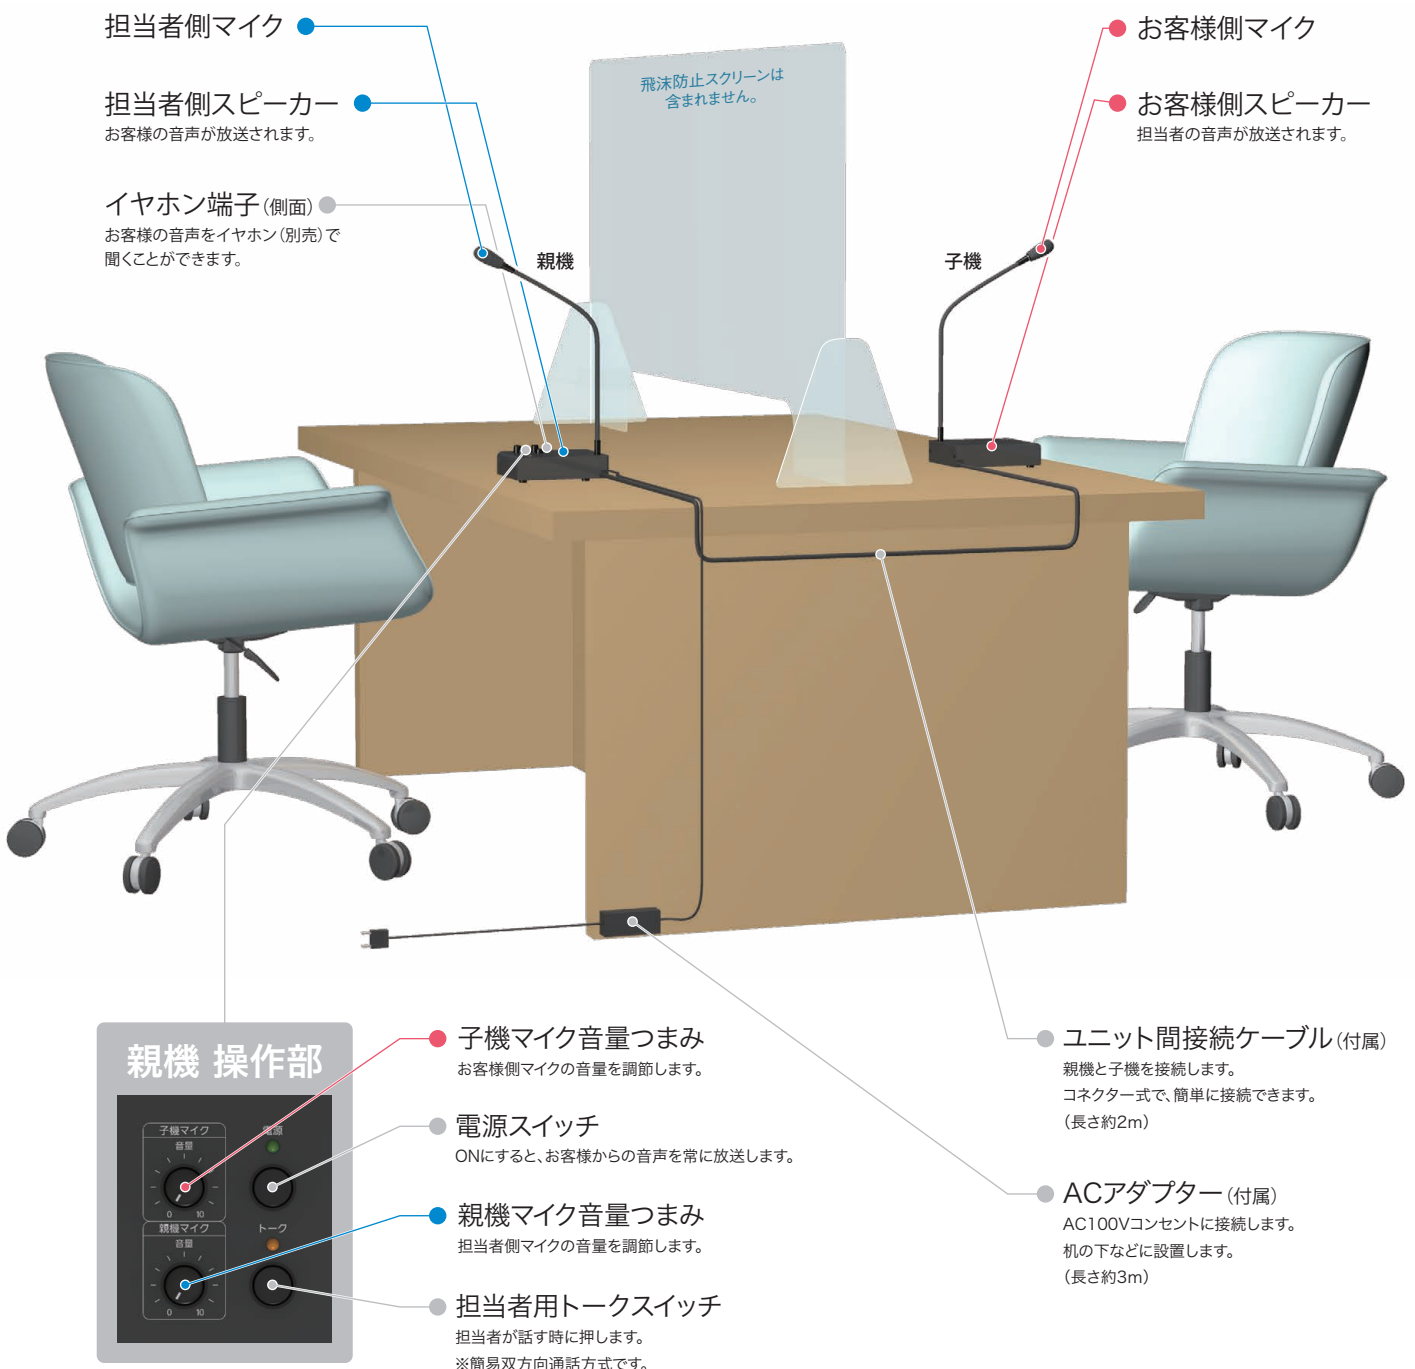 担当者側マイク
担当者側スピーカー
お客様の音声が放送されます。
イヤホン端子(側面)
お客様の音声をイヤホン(別売)で
聞くことができます。
飛沫防止スクリーンは
含まれません。
お客様側マイク
お客様側スピーカー
担当者の音声が放送されます。
親機
子機
親機 操作部
子機マイク
音量
0 10
電源
親機マイク
音量
0 10
トーク
子機マイク音量つまみ
お客様側マイクの音量を調節します。
電源スイッチ
ONにすると、お客様からの音声を常に放送します。
親機マイク音量つまみ
担当者側マイクの音量を調節します。
担当者用トークスイッチ
担当者が話す時に押します。
※簡易双方向通話方式です。
ユニット間接続ケーブル(付属)
親機と子機を接続します。
コネクター式で、簡単に接続できます。
(長さ約2m)
ACアダプター(付属)
AC100Vコンセントに接続します。
机の下などに設置します。
(長さ約3m)